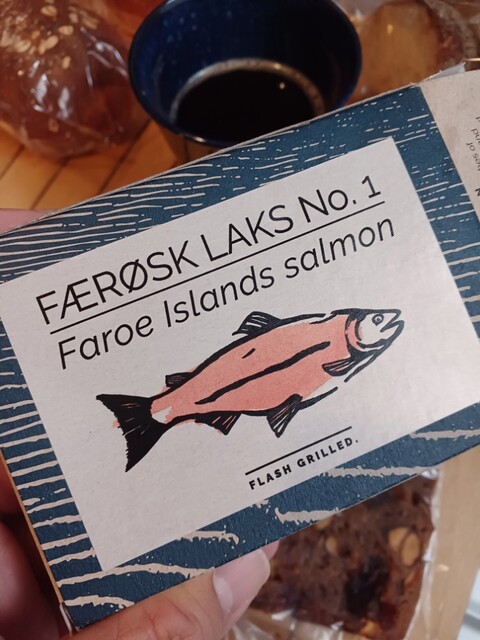 FÆRØSK LAKS No. 1
Faroe Islands salmon
FLASH GRILLED.